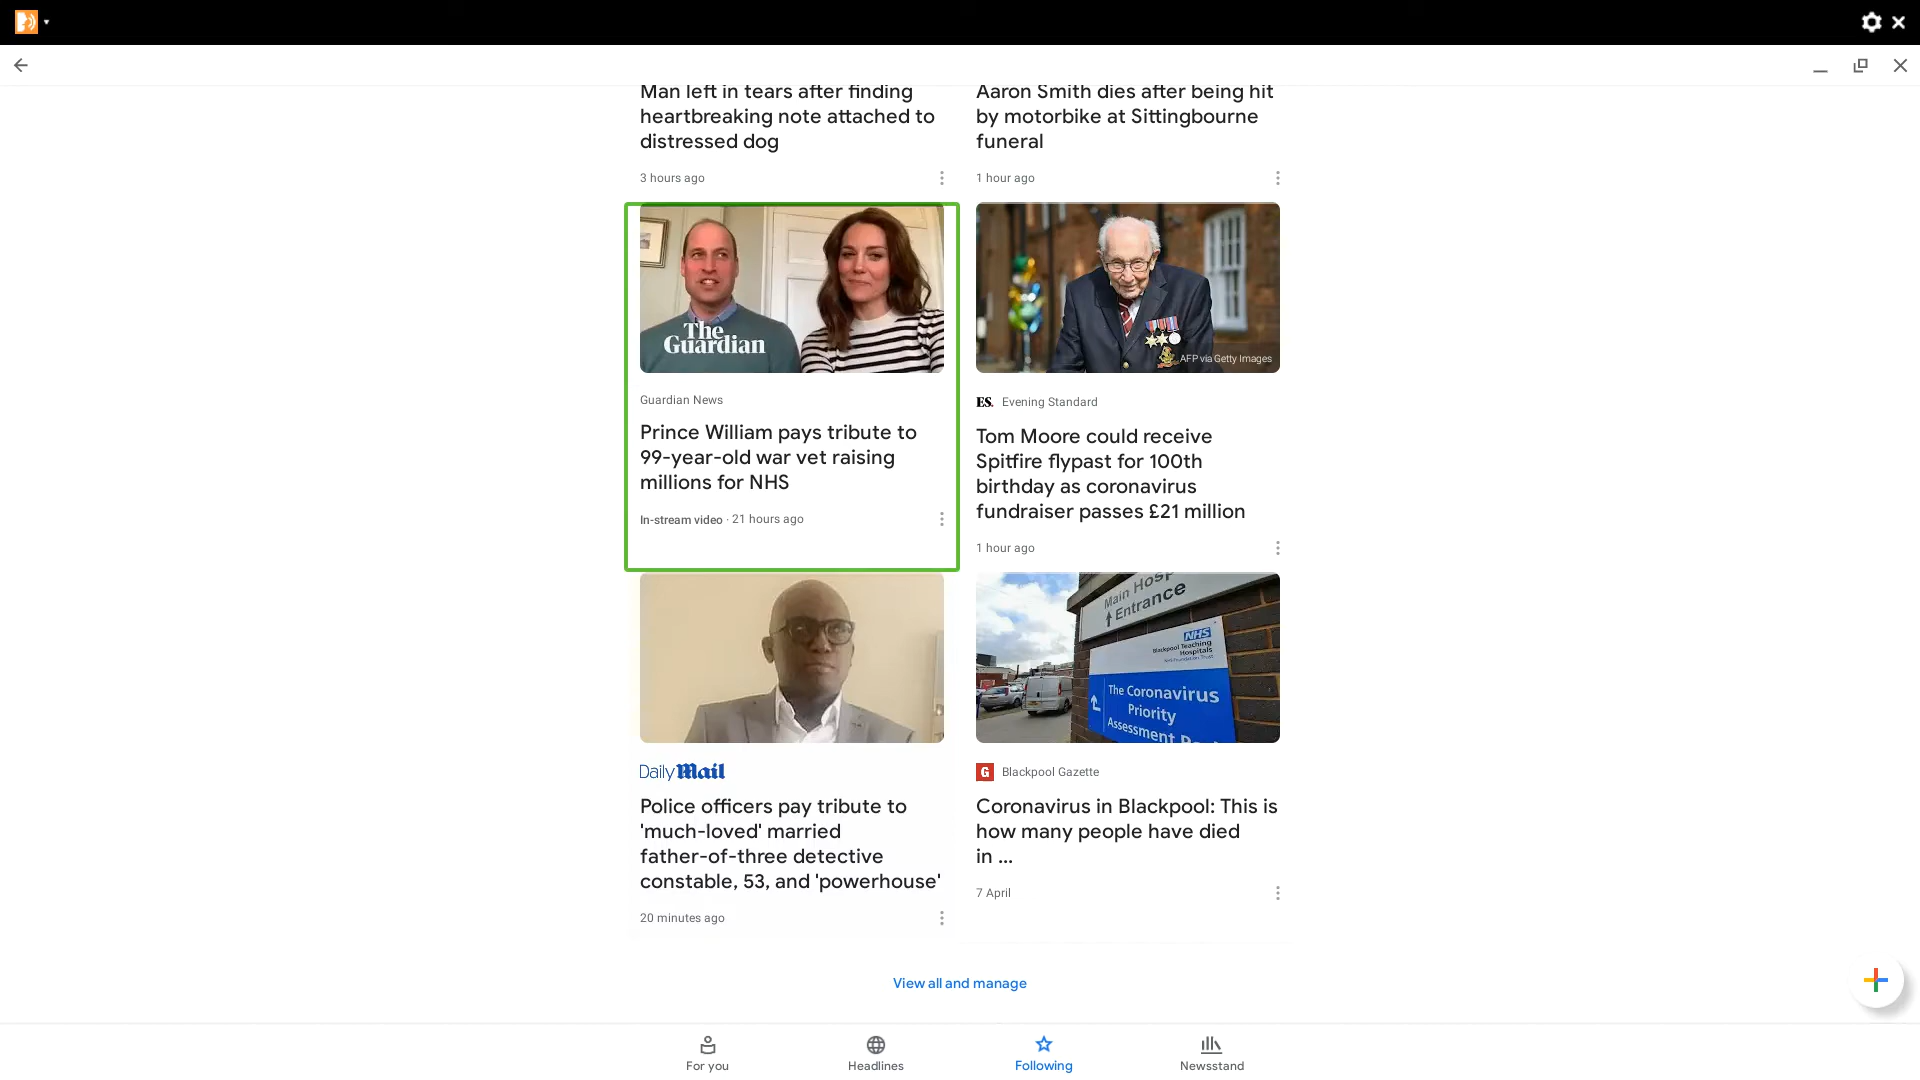 Man left in tears after finding
heartbreaking note attached to
distressed dog
3 hours ago
Aaron Smith dies after being hit
by motorbike at Sittingbourne
funeral
1 hour ago
The
Guardian
Guardian News
Prince William pays tribute to
99-year-old war vet raising
millions for NHS
In-stream video · 21 hours ago
AFP via Getty Images
ES. Evening Standard
Tom Moore could receive
Spitfire flypast for 100th
birthday as coronavirus
fundraiser passes £21 million
1 hour ago
Daily Mail
Police officers pay tribute to
'much-loved' married
father-of-three detective
constable, 53, and 'powerhouse'
20 minutes ago
Main Hosp
Entrance
NHS
Blackpool Teaching
Hospitals
The Coronavirus
Priority
Assessment
G Blackpool Gazette
Coronavirus in Blackpool: This is
how many people have died
in ...
7 April
View all and manage
For you
Headlines
Following
Newsstand